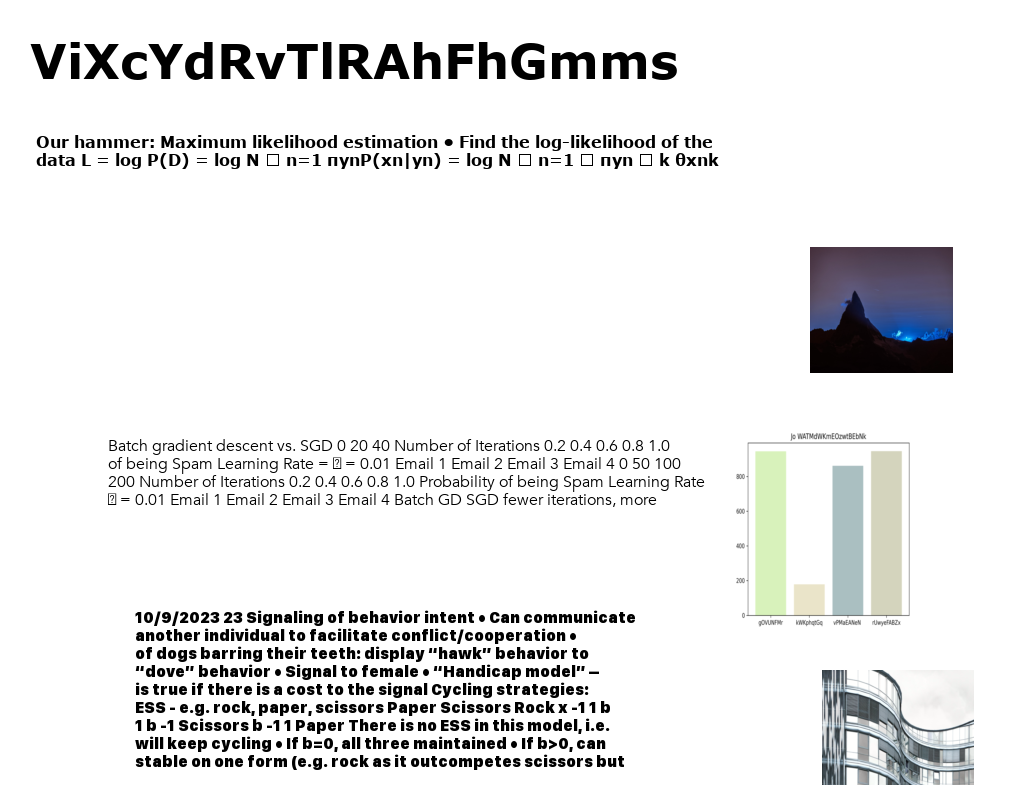 ViXcYdRvTlRAhFhGmms
Our hammer: Maximum likelihood estimation • Find the log-likelihood of the
data L = log P(D) = log N □ n=1 πynP(xn|yn) = log N □ n=1 □ πyn □ k θxnk
Batch gradient descent vs. SGD 0 20 40 Number of Iterations 0.2 0.4 0.6 0.8 1.0
of being Spam Learning Rate = = 0.01 Email 1 Email 2 Email 3 Email 4 0 50 100
200 Number of Iterations 0.2 0.4 0.6 0.8 1.0 Probability of being Spam Learning Rate
= 0.01 Email 1 Email 2 Email 3 Email 4 Batch GD SGD fewer iterations, more
Jo WATMdWKmEOzwtBEbNk
800
600
400
200
0
gDVUNFMr kWKphqtGq vPMaEANeN rUwyeFABZx
10/9/2023 23 Signaling of behavior intent • Can communicate
another individual to facilitate conflict/cooperation •
of dogs barring their teeth: display “hawk” behavior to
“dove” behavior • Signal to female • “Handicap model” –
is true if there is a cost to the signal Cycling strategies:
ESS - e.g. rock, paper, scissors Paper Scissors Rock x -1 1 b
1 b -1 Scissors b -1 1 Paper There is no ESS in this model, i.e.
will keep cycling • If b=0, all three maintained • If b>0, can
stable on one form (e.g. rock as it outcompetes scissors but